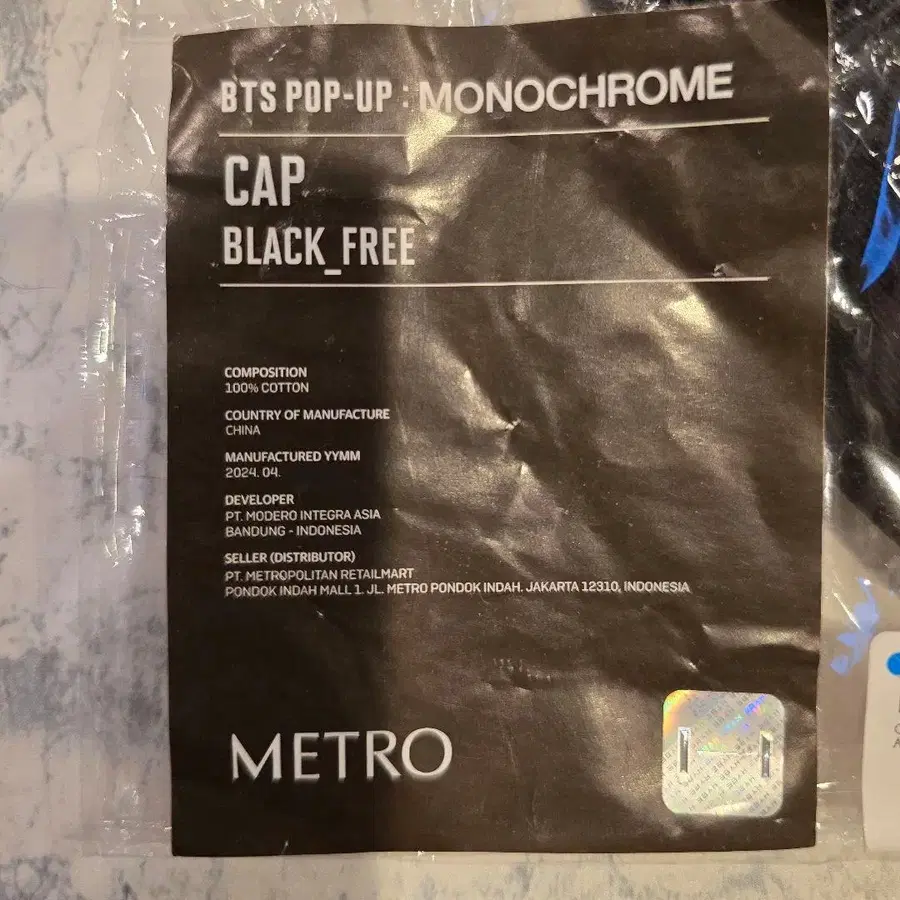 BTS POP-UP : MONOCHROME
CAP
BLACK_FREE
COMPOSITION
100% COTTON
COUNTRY OF MANUFACTURE
CHINA
MANUFACTURED YYMM
2024. 04.
DEVELOPER
PT. MODERO INTEGRA ASIA
BANDUNG - INDONESIA
SELLER (DISTRIBUTOR)
PT. METROPOLITAN RETAILMART
PONDOK INDAH MALL 1. JL. METRO PONDOK INDAH. JAKARTA 12310, INDONESIA
METRO